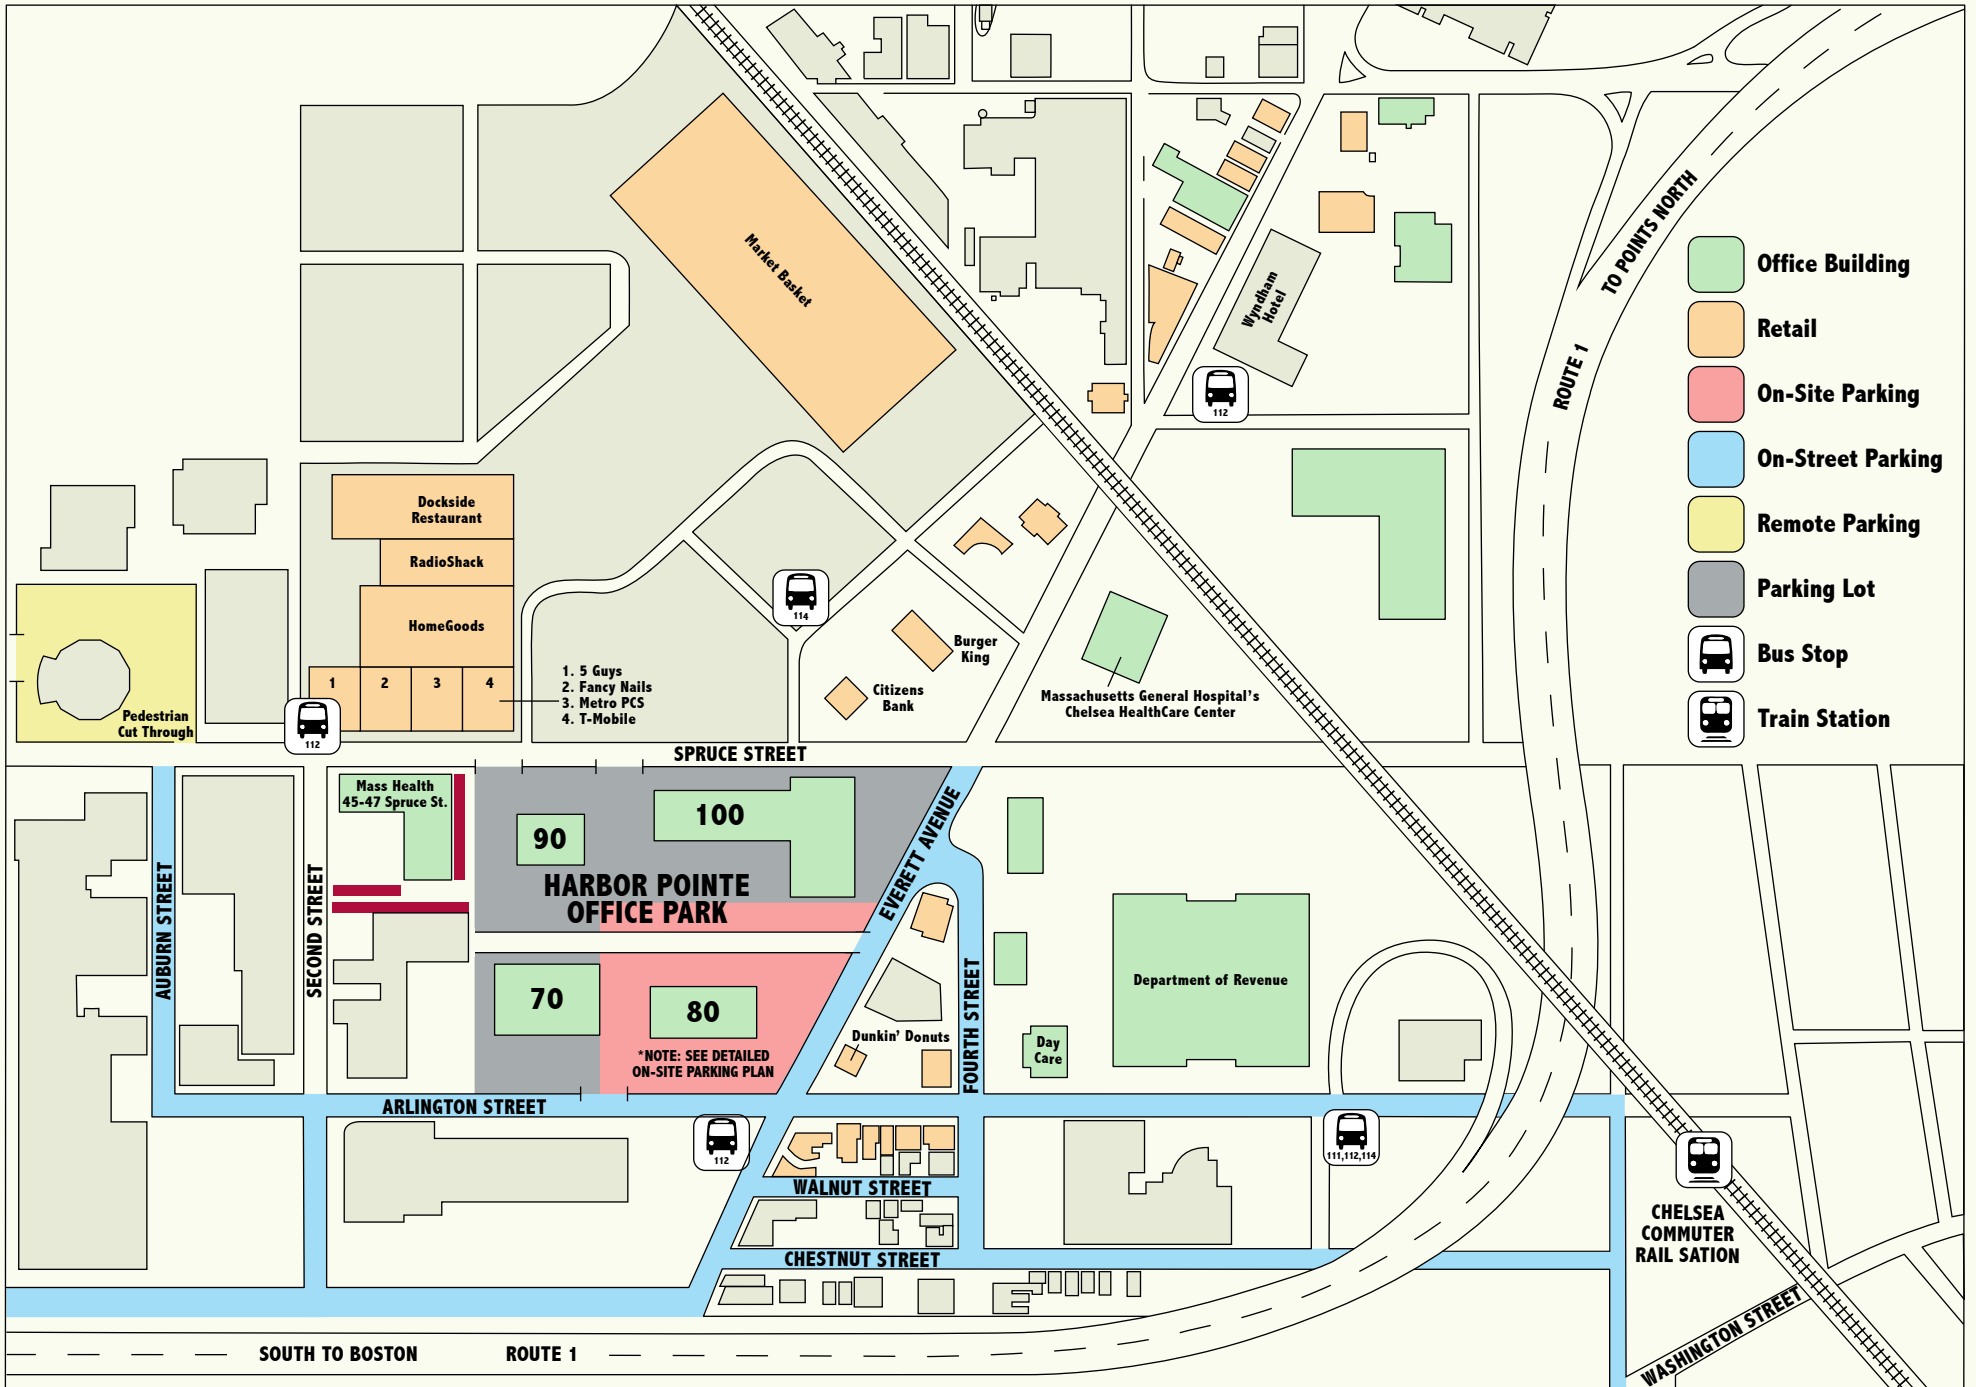 Market Basket
Wyndham
Hotel
112
TO POINTS NORTH
ROUTE 1
Office Building
Retail
On-Site Parking
On-Street Parking
Remote Parking
Parking Lot
Bus Stop
Train Station
Dockside
Restaurant
RadioShack
HomeGoods
1
2
3
4
1. 5 Guys
2. Fancy Nails
3. Metro PCS
4. T-Mobile
114
Burger
King
Citizens
Bank
Massachusetts General Hospital's
Chelsea HealthCare Center
Pedestrian
Cut Through
112
SPRUCE STREET
Mass Health
45-47 Spruce St.
90
100
HARBOR POINTE
OFFICE PARK
EVERETT AVENUE
AUBURN STREET
SECOND STREET
70
80
*NOTE: SEE DETAILED
ON-SITE PARKING PLAN
Dunkin' Donuts
FOURTH STREET
Department of Revenue
Day
Care
ARLINGTON STREET
112
111,112,114
WALNUT STREET
CHESTNUT STREET
CHELSEA
COMMUTER
RAIL SATION
WASHINGTON STREET
SOUTH TO BOSTON
ROUTE 1